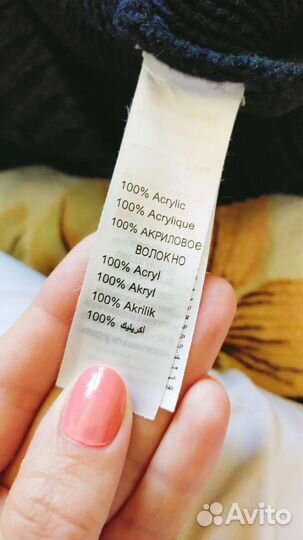 100% Acrylic
100% Acrylique
100% АКРИЛОВОЕ
ВОЛОКНО
100% Acryl
100% Akryl
100% Akrilik
100% أكريليك
Avito